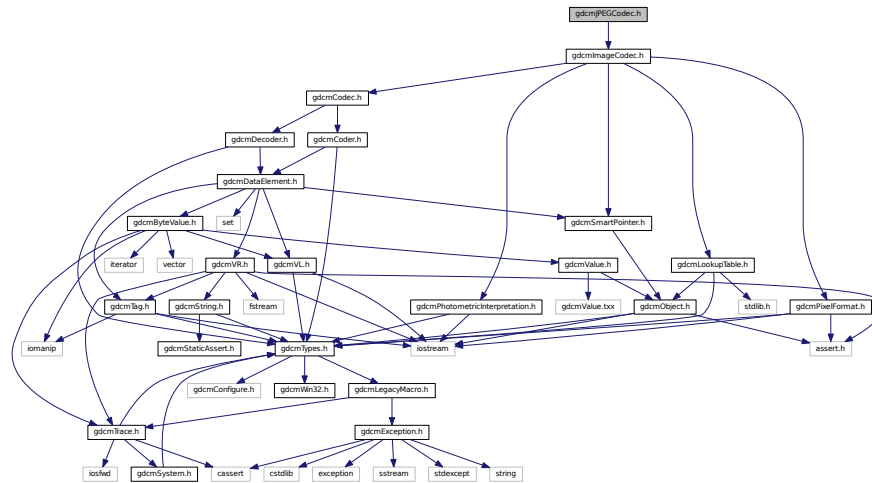 gdcmJPEGCodec.h
gdcmImageCodec.h
gdcmCodec.h
gdcmDecoder.h
gdcmCoder.h
gdcmDataElement.h
gdcmByteValue.h
set
gdcmSmartPointer.h
iterator
vector
gdcmVR.h
gdcmVL.h
gdcmValue.h
gdcmLookupTable.h
gdcmTag.h
gdcmString.h
fstream
gdcmPhotometricInterpretation.h
gdcmValue.txx
gdcmObject.h
stdlib.h
gdcmPixelFormat.h
iomanip
gdcmStaticAssert.h
gdcmTypes.h
iostream
assert.h
gdcmConfigure.h
gdcmWin32.h
gdcmLegacyMacro.h
gdcmTrace.h
gdcmException.h
iosfwd
gdcmSystem.h
cassert
cstdlib
exception
sstream
stdexcept
string